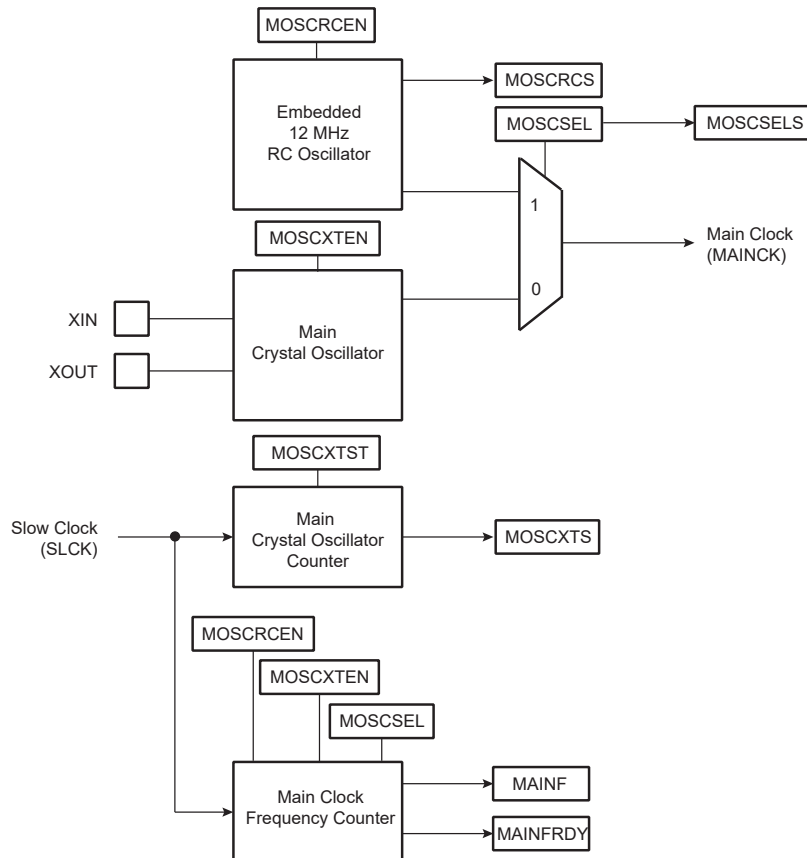 MOSCRCEN
Embedded
12 MHz
RC Oscillator
MOSCRCS
MOSCSEL
MOSCSELS
1
0
Main Clock
(MAINCK)
MOSCXTEN
XIN
XOUT
Main
Crystal Oscillator
MOSCXTST
Slow Clock
(SLCK)
Main
Crystal Oscillator
Counter
MOSCXTS
MOSCRCEN
MOSCXTEN
MOSCSEL
Main Clock
Frequency Counter
MAINF
MAINFRDY